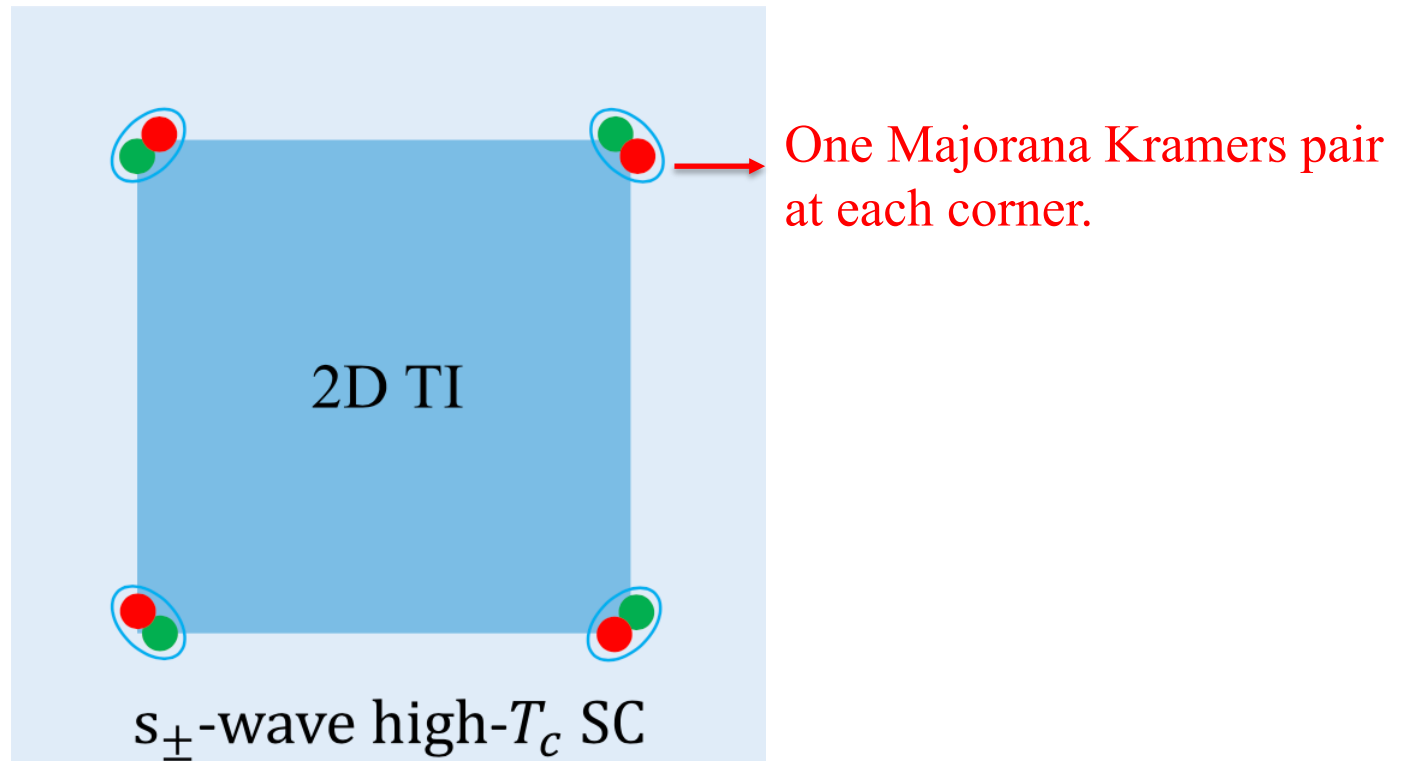 One Majorana Kramers pair
at each corner.
2D TI
s±-wave high-Tc SC